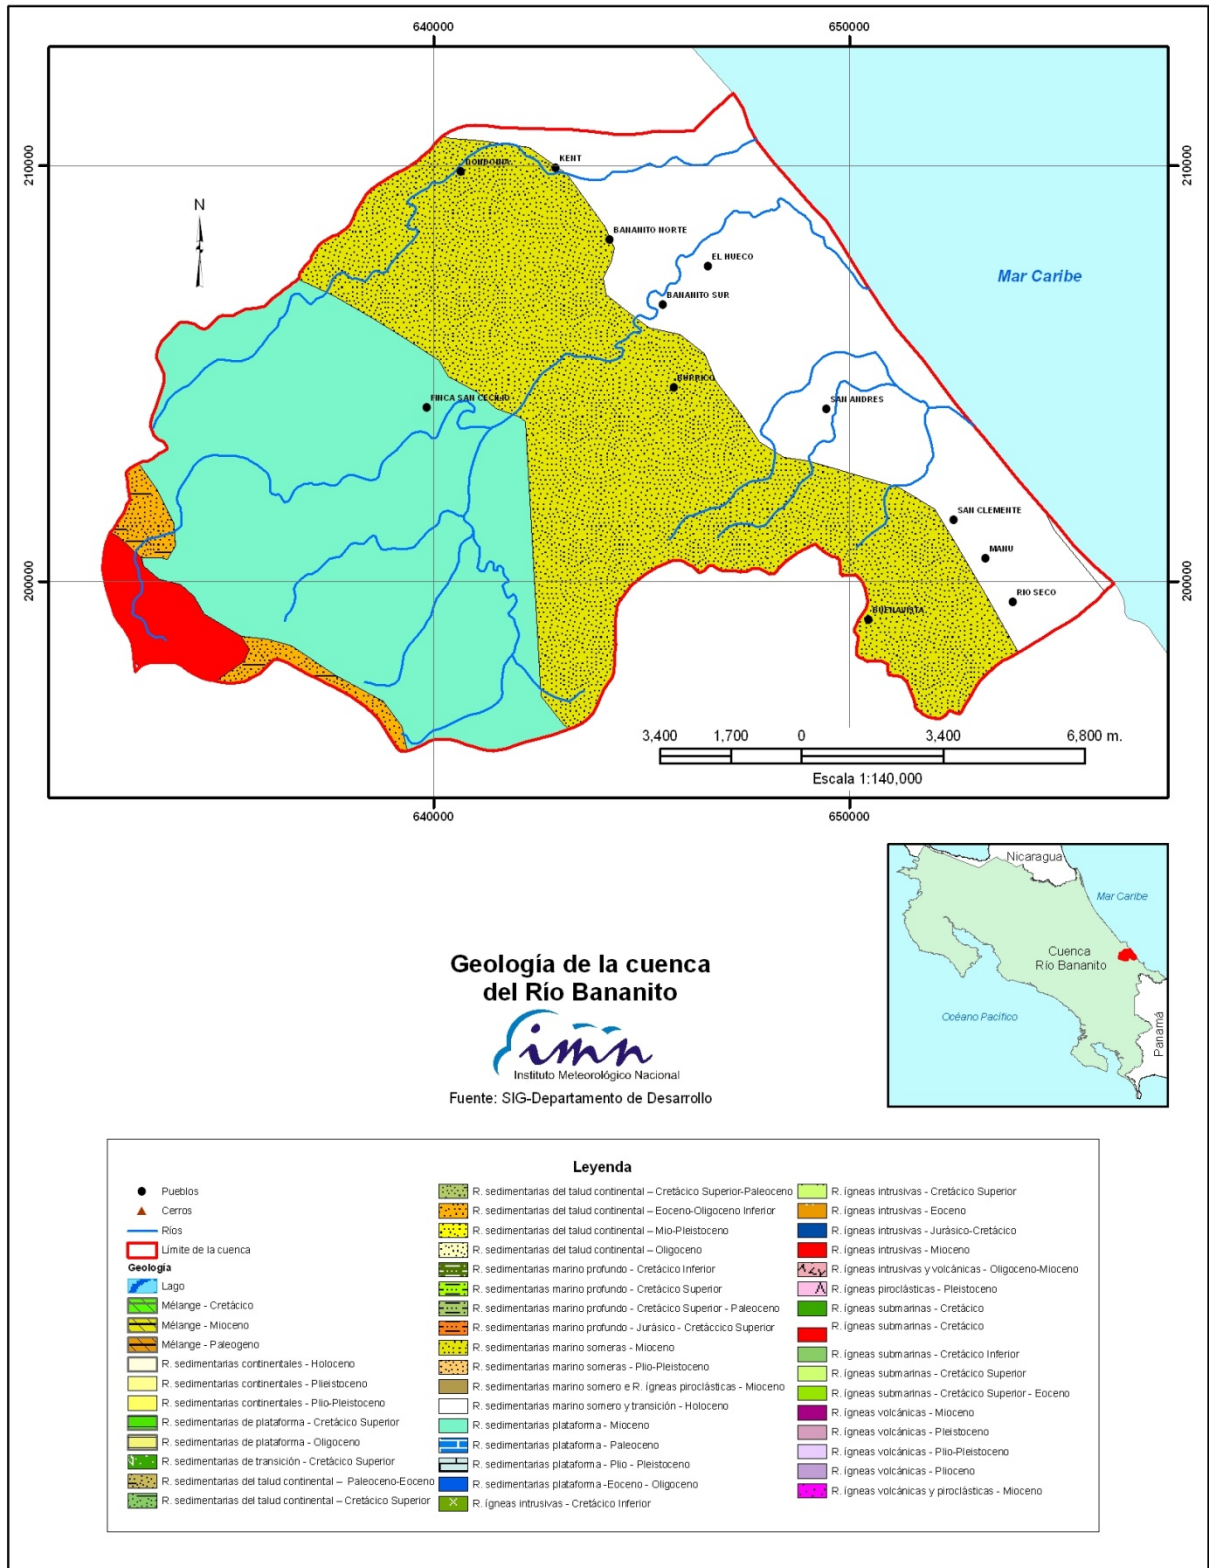 640000
650000
210000
210000
N
DONDONIA
KENT
BANANITO NORTE
EL HUECO
Mar Caribe
BANANITO SUR
BURRICO
FINCA SAN CECILIO
SAN ANDRES
SAN CLEMENTE
MANU
200000
200000
RIO SECO
BUENAVISTA
3,400 1,700 0 3,400 6,800 m.
Escala 1:140,000
640000
650000
Nicaragua
Mar Caribe
Cuenca
Río Bananito
Océano Pacífico
Panamá
Geología de la cuenca
del Río Bananito
imn
Instituto Meteorológico Nacional
Fuente: SIG-Departamento de Desarrollo
Leyenda
Pueblos
Cerros
Ríos
Límite de la cuenca
Geología
Lago
Mélange - Cretácico
Mélange - Mioceno
Mélange - Paleogeno
R. sedimentarias continentales - Holoceno
R. sedimentarias continentales - Plieistoceno
R. sedimentarias continentales - Plio-Pleistoceno
R. sedimentarias de plataforma - Cretácico Superior
R. sedimentarias de plataforma - Oligoceno
R. sedimentarias de transición - Cretácico Superior
R. sedimentarias del talud continental – Paleoceno-Eoceno
R. sedimentarias del talud continental – Cretácico Superior
R. sedimentarias del talud continental – Cretácico Superior-Paleoceno
R. sedimentarias del talud continental – Eoceno-Oligoceno Inferior
R. sedimentarias del talud continental – Mio-Pleistoceno
R. sedimentarias del talud continental – Oligoceno
R. sedimentarias marino profundo - Cretácico Inferior
R. sedimentarias marino profundo - Cretácico Superior
R. sedimentarias marino profundo - Cretácico Superior - Paleoceno
R. sedimentarias marino profundo - Jurásico - Cretáccico Superior
R. sedimentarias marino someras - Mioceno
R. sedimentarias marino someras - Plio-Pleistoceno
R. sedimentarias marino somero e R. ígneas piroclásticas - Mioceno
R. sedimentarias marino somero y transición - Holoceno
R. sedimentarias plataforma - Mioceno
R. sedimentarias plataforma - Paleoceno
R. sedimentarias plataforma - Plio - Pleistoceno
R. sedimentarias plataforma -Eoceno - Oligoceno
R. ígneas intrusivas - Cretácico Inferior
R. ígneas intrusivas - Cretácico Superior
R. ígneas intrusivas - Eoceno
R. ígneas intrusivas - Jurásico-Cretácico
R. ígneas intrusivas - Mioceno
R. ígneas intrusivas y volcánicas - Oligoceno-Mioceno
R. ígneas piroclásticas - Pleistoceno
R. ígneas submarinas - Cretácico
R. ígneas submarinas - Cretácico
R. ígneas submarinas - Cretácico Inferior
R. ígneas submarinas - Cretácico Superior
R. ígneas submarinas - Cretácico Superior - Eoceno
R. ígneas volcánicas - Mioceno
R. ígneas volcánicas - Pleistoceno
R. ígneas volcánicas - Plio-Pleistoceno
R. ígneas volcánicas - Plioceno
R. ígneas volcánicas y piroclásticas - Mioceno